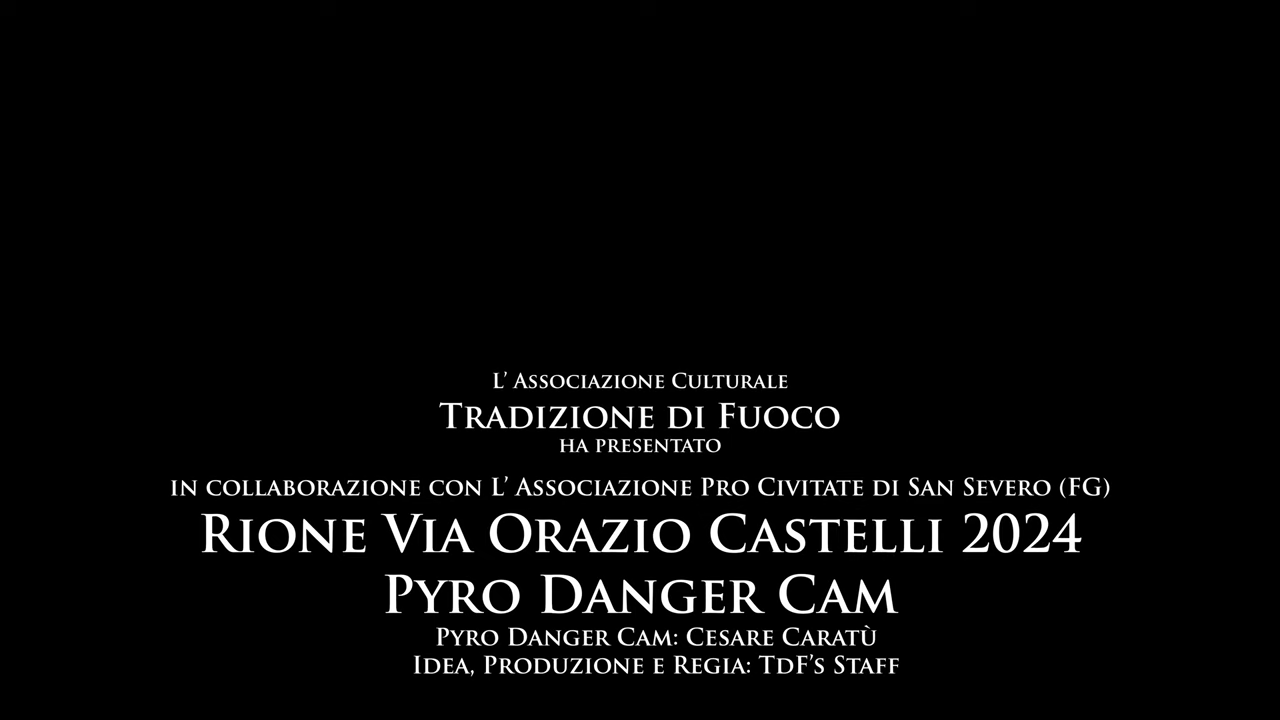 L' Associazione Culturale
Tradizione di Fuoco
ha presentato
in collaborazione con L' Associazione Pro Civitate di San Severo (FG)
Rione Via Orazio Castelli 2024
Pyro Danger Cam
Pyro Danger Cam: Cesare Caratù
Idea, Produzione e Regia: TdF's Staff